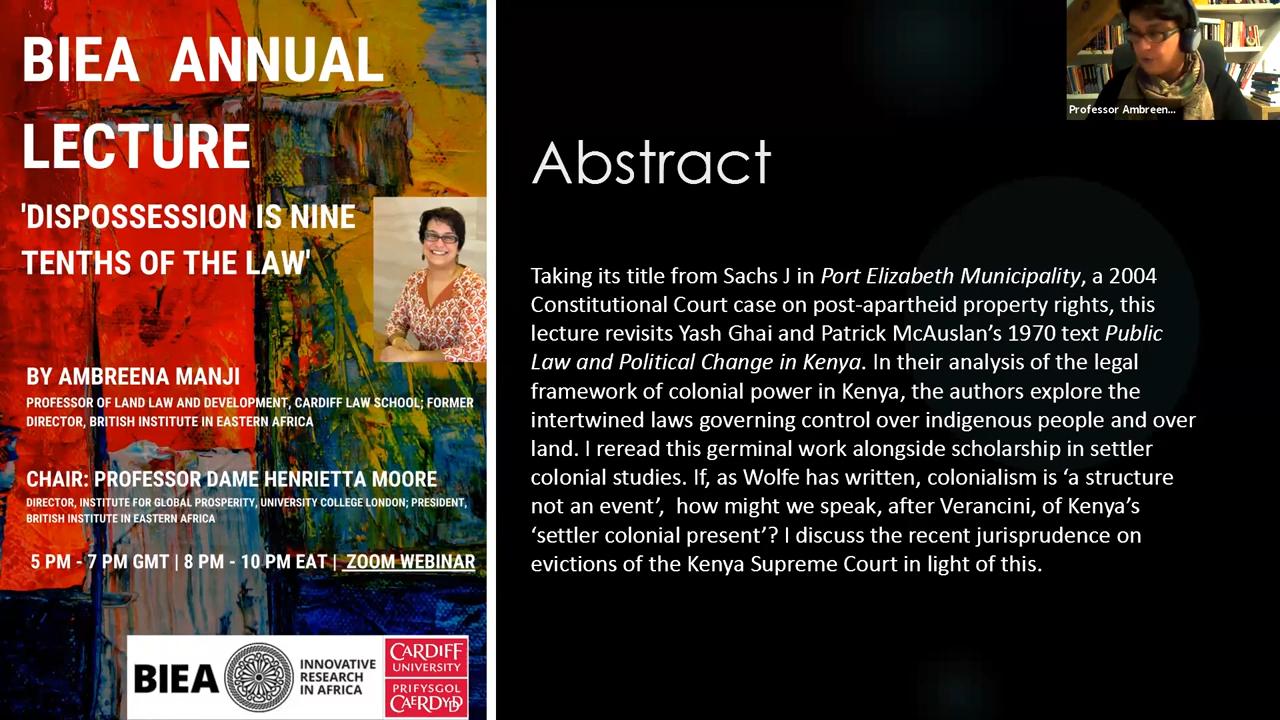 BIEA ANNUAL
LECTURE
'DISPOSSESSION IS NINE
TENTHS OF THE LAW'
BY AMBREENA MANJI
PROFESSOR OF LAND LAW AND DEVELOPMENT, CARDIFF LAW SCHOOL; FORMER
DIRECTOR, BRITISH INSTITUTE IN EASTERN AFRICA
CHAIR: PROFESSOR DAME HENRIETTA MOORE
DIRECTOR, INSTITUTE FOR GLOBAL PROSPERITY, UNIVERSITY COLLEGE LONDON; PRESIDENT,
BRITISH INSTITUTE IN EASTERN AFRICA
5 PM - 7 PM GMT | 8 PM - 10 PM EAT | ZOOM WEBINAR
BIEA
INNOVATIVE
RESEARCH
IN AFRICA
CARDIFF
UNIVERSITY
PRIFYSGOL
CAERDYDD
Abstract
Taking its title from Sachs J in Port Elizabeth Municipality, a 2004
Constitutional Court case on post-apartheid property rights, this
lecture revisits Yash Ghai and Patrick McAuslan's 1970 text Public
Law and Political Change in Kenya. In their analysis of the legal
framework of colonial power in Kenya, the authors explore the
intertwined laws governing control over indigenous people and over
land. I reread this germinal work alongside scholarship in settler
colonial studies. If, as Wolfe has written, colonialism is ‘a structure
not an event’,  how might we speak, after Verancini, of Kenya’s
‘settler colonial present’? I discuss the recent jurisprudence on
evictions of the Kenya Supreme Court in light of this.
Professor Ambreen...